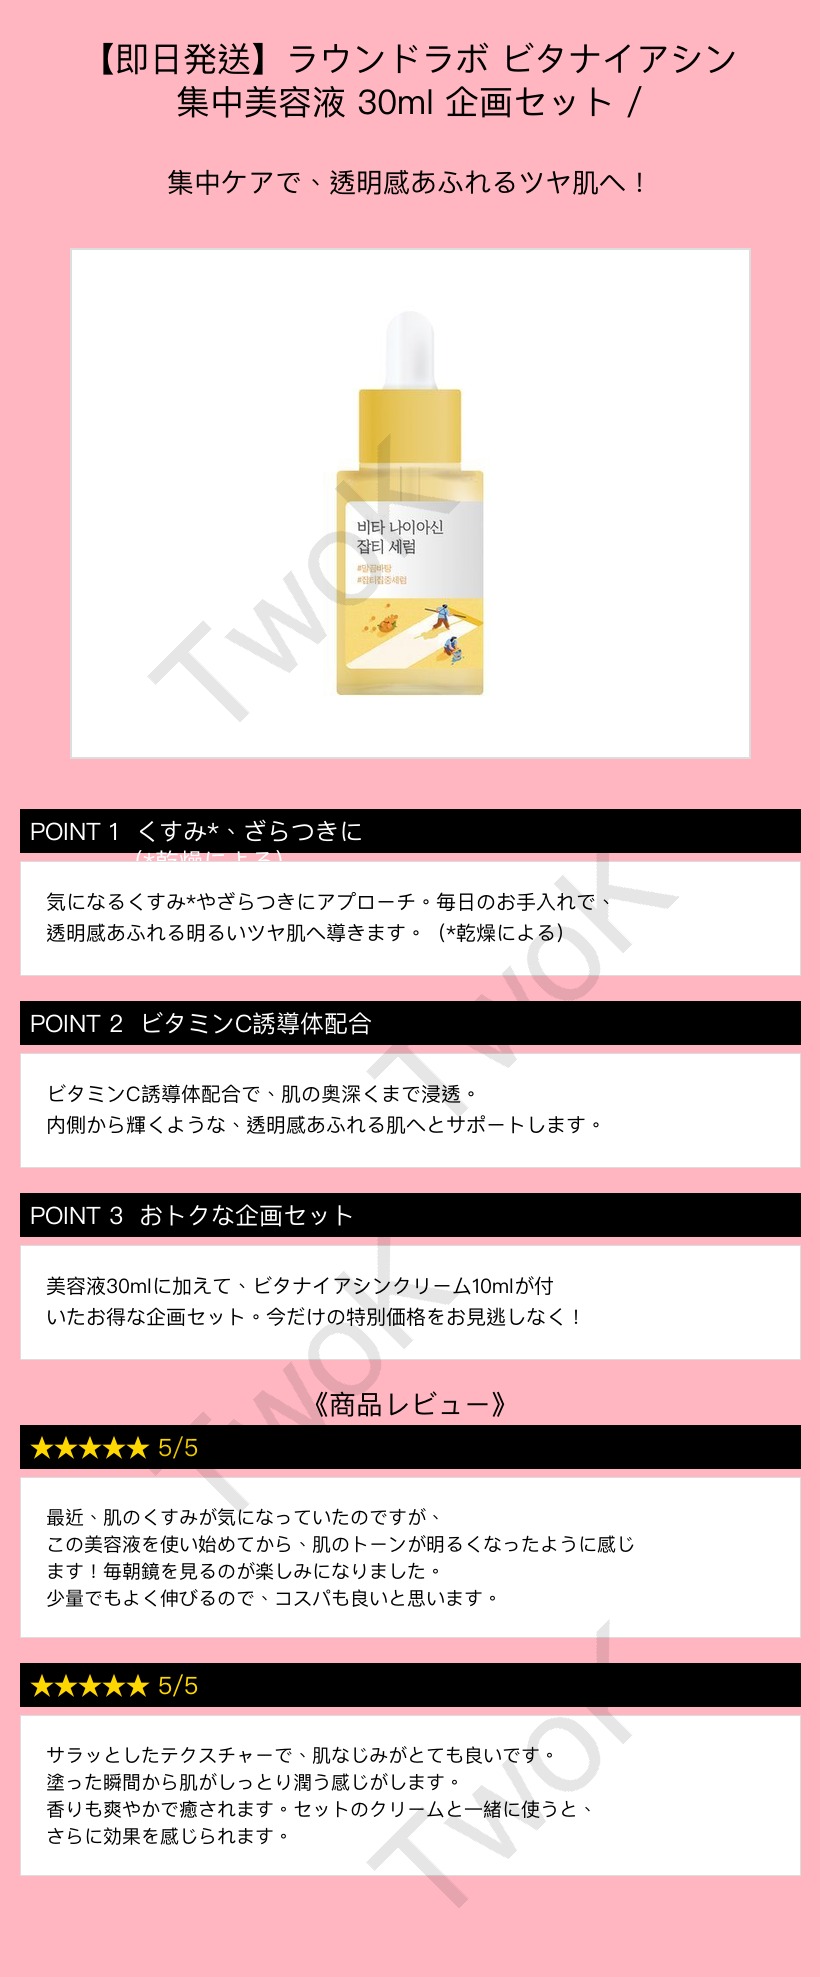 【即日発送】ラウンドラボ ビタナイアシン
集中美容液 30ml 企画セット /
集中ケアで、透明感あふれるツヤ肌へ！
비타 나이아신
잡티 세럼
#말끔바탕
#잡티집중세럼
TwoK
POINT 1 くすみ*、ざらつきに
(*乾燥による)
気になるくすみ*やざらつきにアプローチ。毎日のお手入れで、
透明感あふれる明るいツヤ肌へ導きます。（*乾燥による）
TwoK
POINT 2 ビタミンC誘導体配合
ビタミンC誘導体配合で、肌の奥深くまで浸透。
内側から輝くような、透明感あふれる肌へとサポートします。
POINT 3 おトクな企画セット
美容液30mlに加えて、ビタナイアシンクリーム10mlが付
いたお得な企画セット。今だけの特別価格をお見逃しなく！
TwoK
《商品レビュー》
★★★★★ 5/5
最近、肌のくすみが気になっていたのですが、
この美容液を使い始めてから、肌のトーンが明るくなったように感じ
ます！毎朝鏡を見るのが楽しみになりました。
少量でもよく伸びるので、コスパも良いと思います。
★★★★★ 5/5
サラッとしたテクスチャーで、肌なじみがとても良いです。
塗った瞬間から肌がしっとり潤う感じがします。
香りも爽やかで癒されます。セットのクリームと一緒に使うと、
さらに効果を感じられます。
TwoK